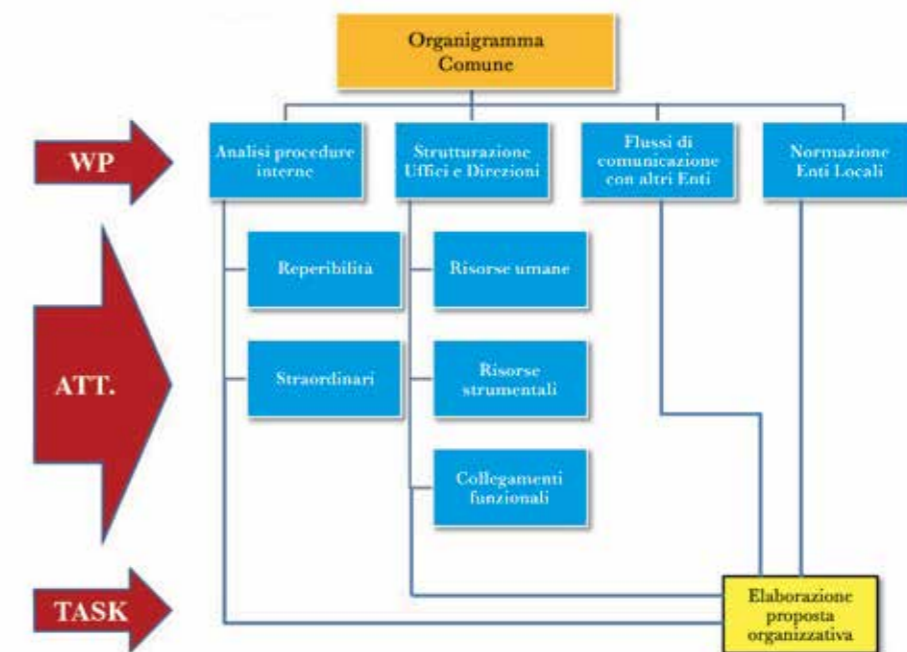 Organigramma
Comune
WP
Analisi procedure
interne
Strutturazione
Uffici e Direzioni
Flussi di
comunicazione
con altri Enti
Normazione
Enti Locali
ATT.
Reperibilità
Risorse umane
Straordinari
Risorse
strumentali
Collegamenti
funzionali
TASK
Elaborazione
proposta
organizzativa